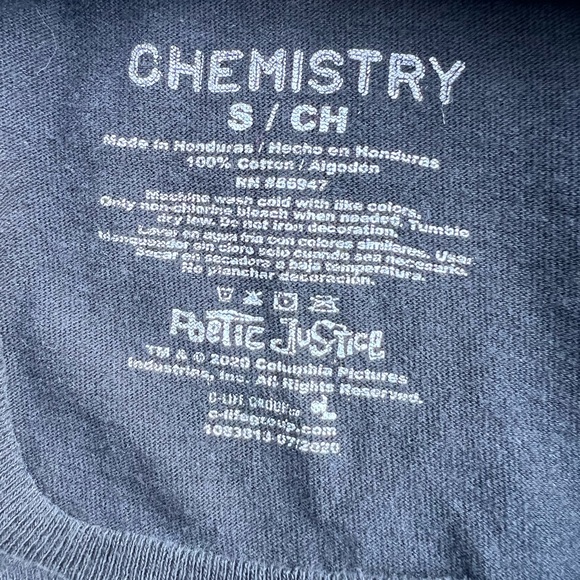 CHEMISTRY
S / CH
Made in Honduras / Hecho en Honduras
100% Cotton / Algodón
RN #86947
Machine wash cold with like colors.
Only non-chlorine bleach when needed, Tumble
dry low. Do not iron decoration.
Lavar en agua fria con colores similares. Usar
blanqueador sin cloro solo cuando sea necesario.
Secar en secadora a baja temperatura.
No planchar decoración.
Poetic Justice
TM & © 2020 Columbia Pictures
Industries, Inc. All Rights Reserved.
C-LIFE GROUP
c-lifegroup.com
1083813-07/2020